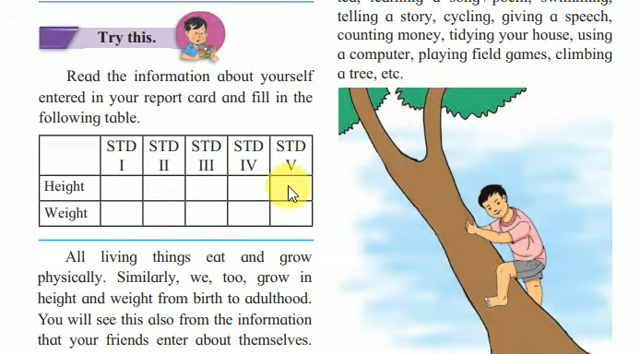 Try this.
Read the information about yourself
entered in your report card and fill in the
following table.
STD I STD II STD III STD IV STD V
Height
Weight
All living things eat and grow
physically. Similarly, we, too, grow in
height and weight from birth to adulthood.
You will see this also from the information
that your friends enter about themselves.
telling a story, cycling, giving a speech,
counting money, tidying your house, using
a computer, playing field games, climbing
a tree, etc.